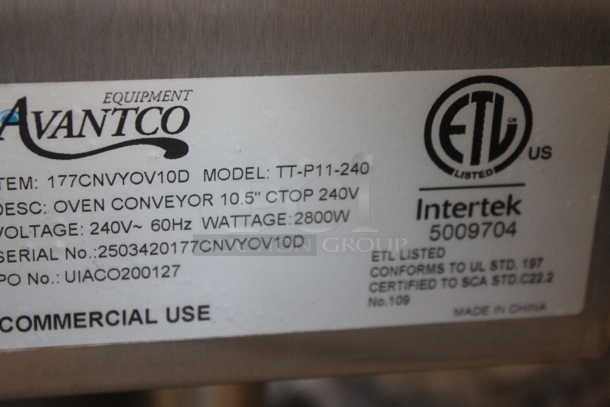 EQUIPMENT
AVANTCO
TEM: 177CNVYOV10D MODEL: TT-P11-240
DESC: OVEN CONVEYOR 10.5" CTOP 240V
VOLTAGE: 240V~ 60Hz WATTAGE: 2800W
SERIAL No.:2503420177CNVYOV10D
PO No.: UIACO200127
COMMERCIAL USE
ETL
CM
LISTED
US
Intertek
5009704
ETL LISTED
CONFORMS TO UL STD. 197
CERTIFIED TO SCA STD.C22.2
No.109
MADE IN CHINA
GROUP